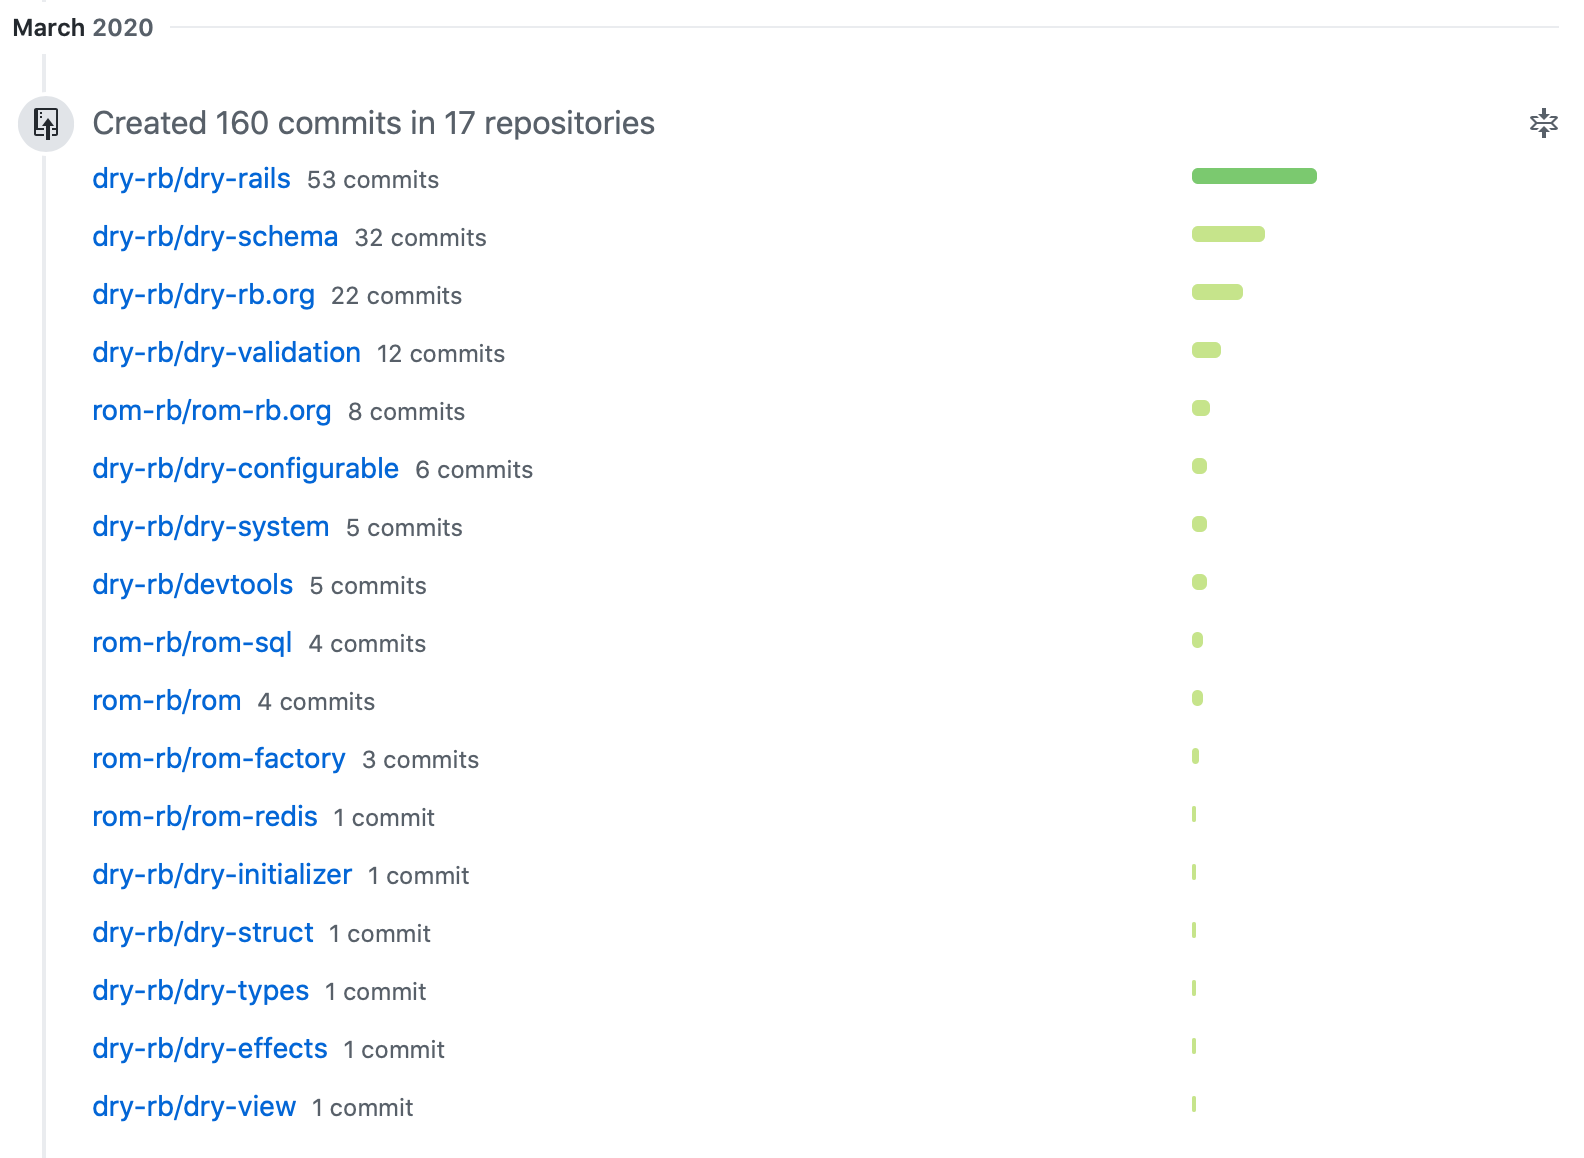 March 2020
Created 160 commits in 17 repositories
dry-rb/dry-rails 53 commits
dry-rb/dry-schema 32 commits
dry-rb/dry-rb.org 22 commits
dry-rb/dry-validation 12 commits
rom-rb/rom-rb.org 8 commits
dry-rb/dry-configurable 6 commits
dry-rb/dry-system 5 commits
dry-rb/devtools 5 commits
rom-rb/rom-sql 4 commits
rom-rb/rom 4 commits
rom-rb/rom-factory 3 commits
rom-rb/rom-redis 1 commit
dry-rb/dry-initializer 1 commit
dry-rb/dry-struct 1 commit
dry-rb/dry-types 1 commit
dry-rb/dry-effects 1 commit
dry-rb/dry-view 1 commit